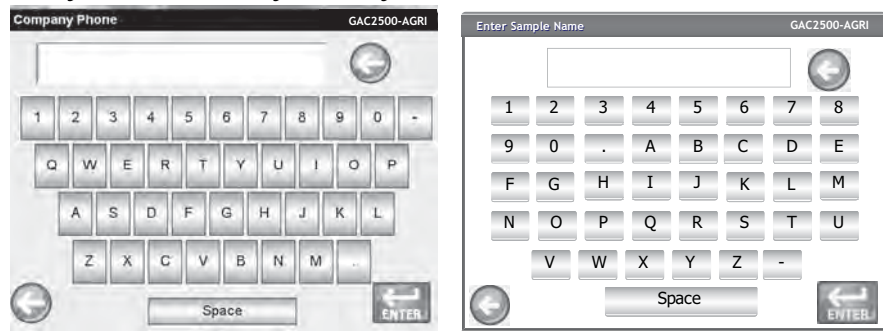 Company Phone GAC2500-AGRI
1 2 3 4 5 6 7 8 9 0 -
Q W E R T Y U I O P
A S D F G H J K L
Z X C V B N M .
Space ENTER
Enter Sample Name GAC2500-AGRI
1 2 3 4 5 6 7 8
9 0 . A B C D E
F G H I J K L M
N O P Q R S T U
V W X Y Z -
Space ENTER